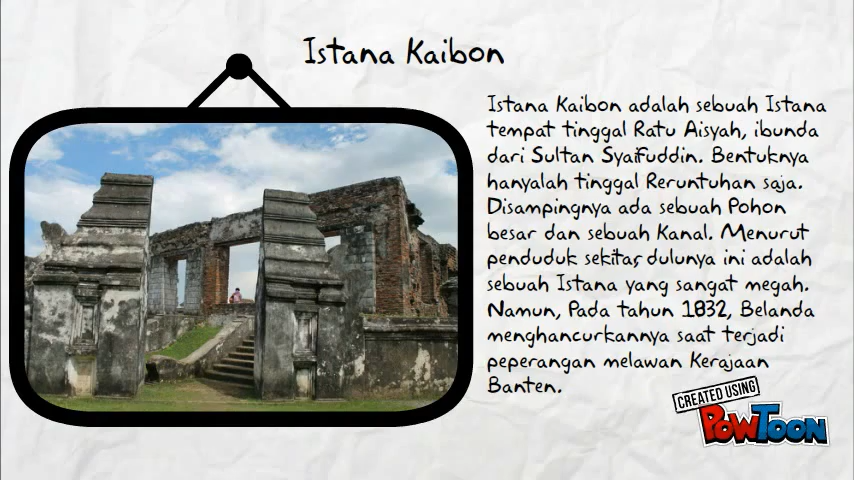 Istana Kaibon
Istana Kaibon adalah sebuah Istana
tempat tinggal Ratu Aisyah, ibunda
dari Sultan Syaifuddin. Bentuknya
hanyalah tinggal Reruntuhan saja.
Disampingnya ada sebuah Pohon
besar dan sebuah Kanal. Menurut
penduduk sekitar, dulunya ini adalah
sebuah Istana yang sangat megah.
Namun, Pada tahun 1832, Belanda
menghancurkannya saat terjadi
peperangan melawan Kerajaan
Banten.
CREATED USING
POWTOON